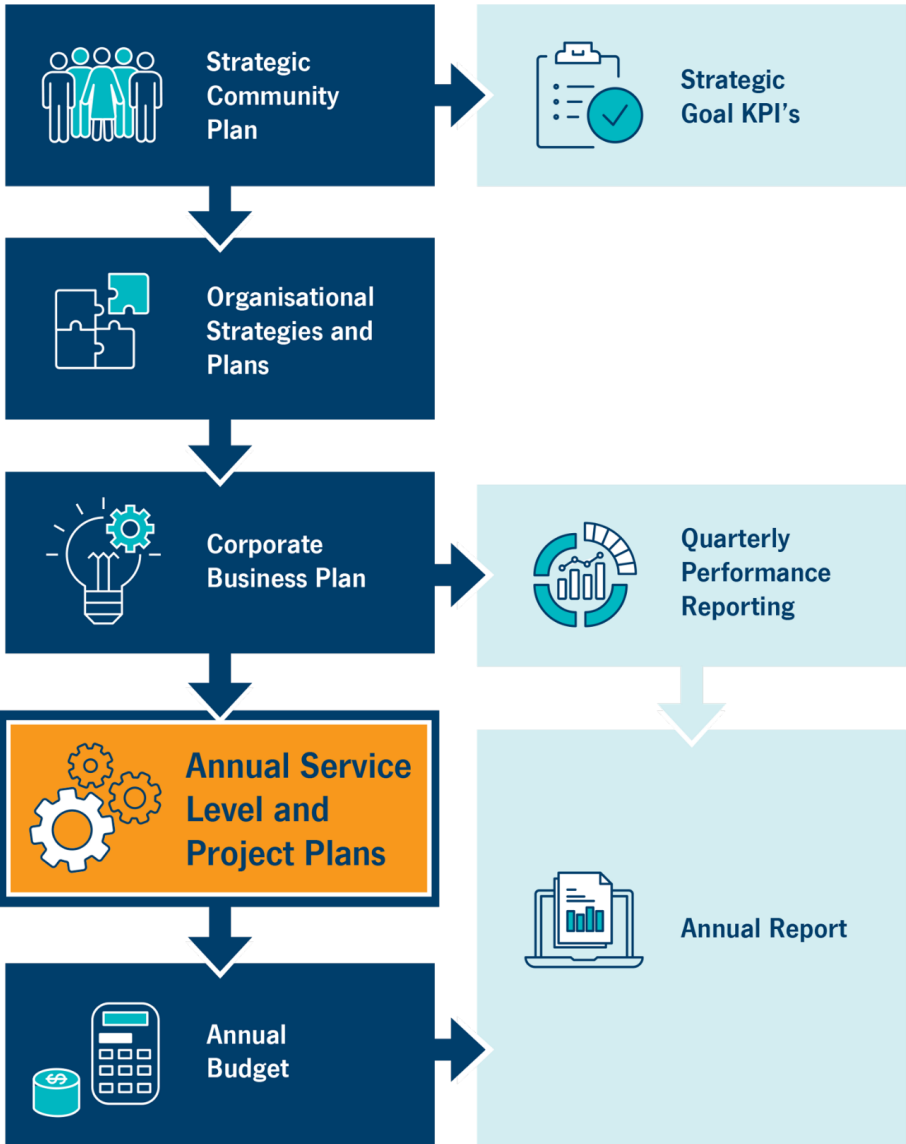 Strategic
Community
Plan
Strategic
Goal KPI's
Organisational
Strategies and
Plans
Corporate
Business Plan
Quarterly
Performance
Reporting
Annual Service
Level and
Project Plans
Annual Report
Annual
Budget
$